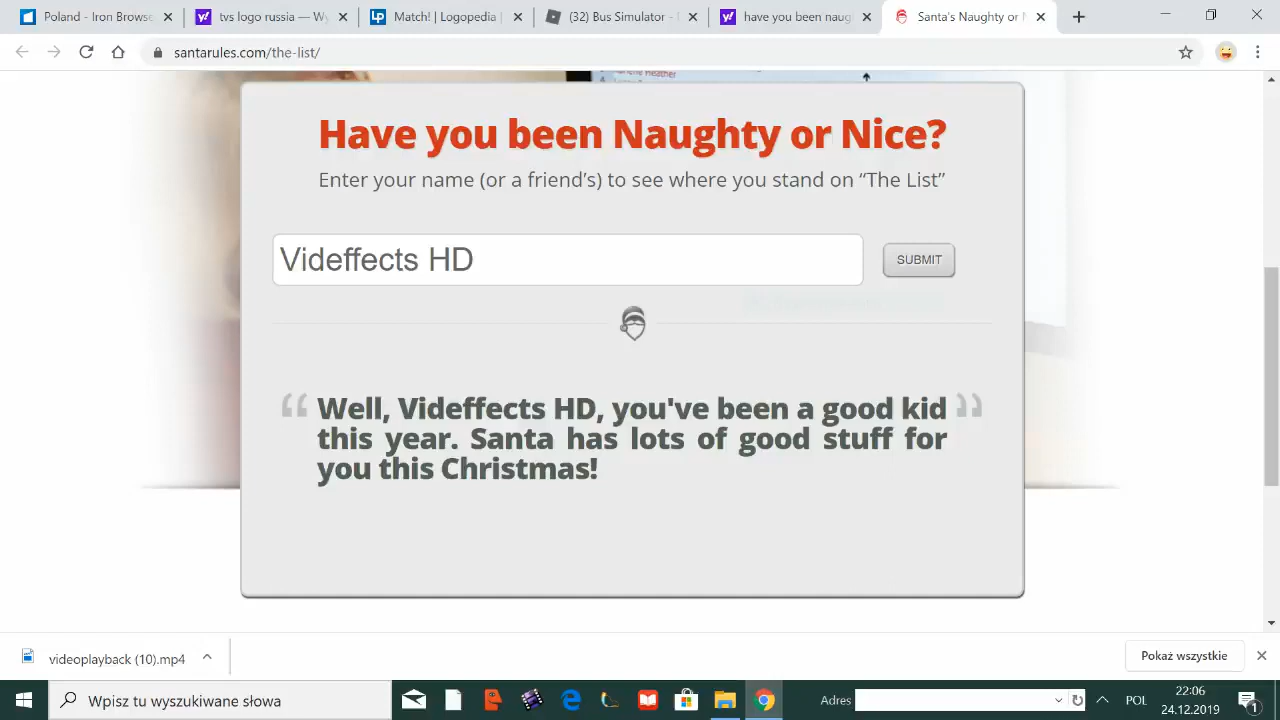 Poland - Iron Browse
tvs logo russia — Wy
Match! | Logopedia |
(32) Bus Simulator -
have you been naug
Santa's Naughty or N
santarules.com/the-list/
Have you been Naughty or Nice?
Enter your name (or a friend's) to see where you stand on “The List”
Videffects HD
SUBMIT
“ Well, Videffects HD, you've been a good kid ”
this year. Santa has lots of good stuff for
you this Christmas!
videoplayback (10).mp4
Pokaż wszystkie
Wpisz tu wyszukiwane słowa
Adres
POL
22:06
24.12.2019
1